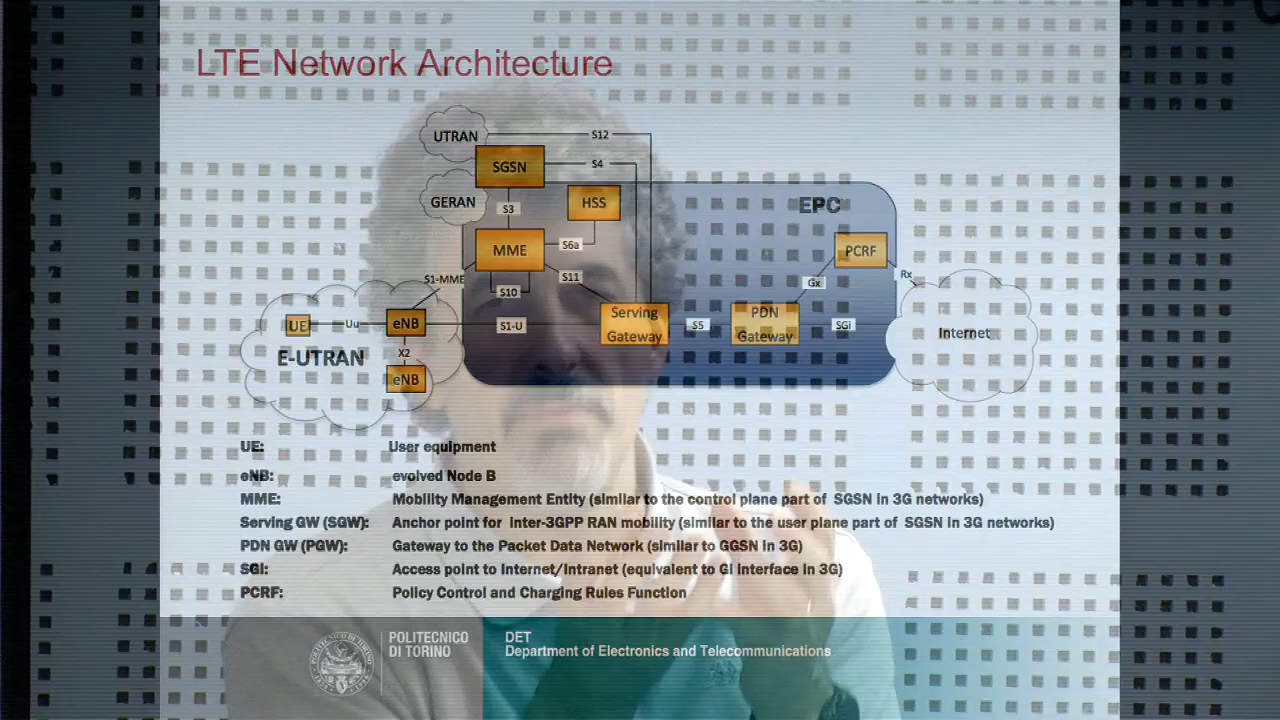 LTE Network Architecture
UTRAN
S12
SGSN
S4
GERAN
S3
HSS
EPC
MME
S6a
PCRF
S1-MME
S10
S11
Gx
Rx
UE
Uu
eNB
S1-U
Serving
Gateway
S5
PDN
Gateway
SGi
Internet
E-UTRAN
X2
eNB
UE: User equipment
eNB: evolved Node B
MME: Mobility Management Entity (similar to the control plane part of SGSN in 3G networks)
Serving GW (SGW): Anchor point for inter-3GPP RAN mobility (similar to the user plane part of SGSN in 3G networks)
PDN GW (PGW): Gateway to the Packet Data Network (similar to GGSN in 3G)
SGi: Access point to Internet/Intranet (equivalent to Gi interface in 3G)
PCRF: Policy Control and Charging Rules Function
POLITECNICO
DI TORINO
DET
Department of Electronics and Telecommunications